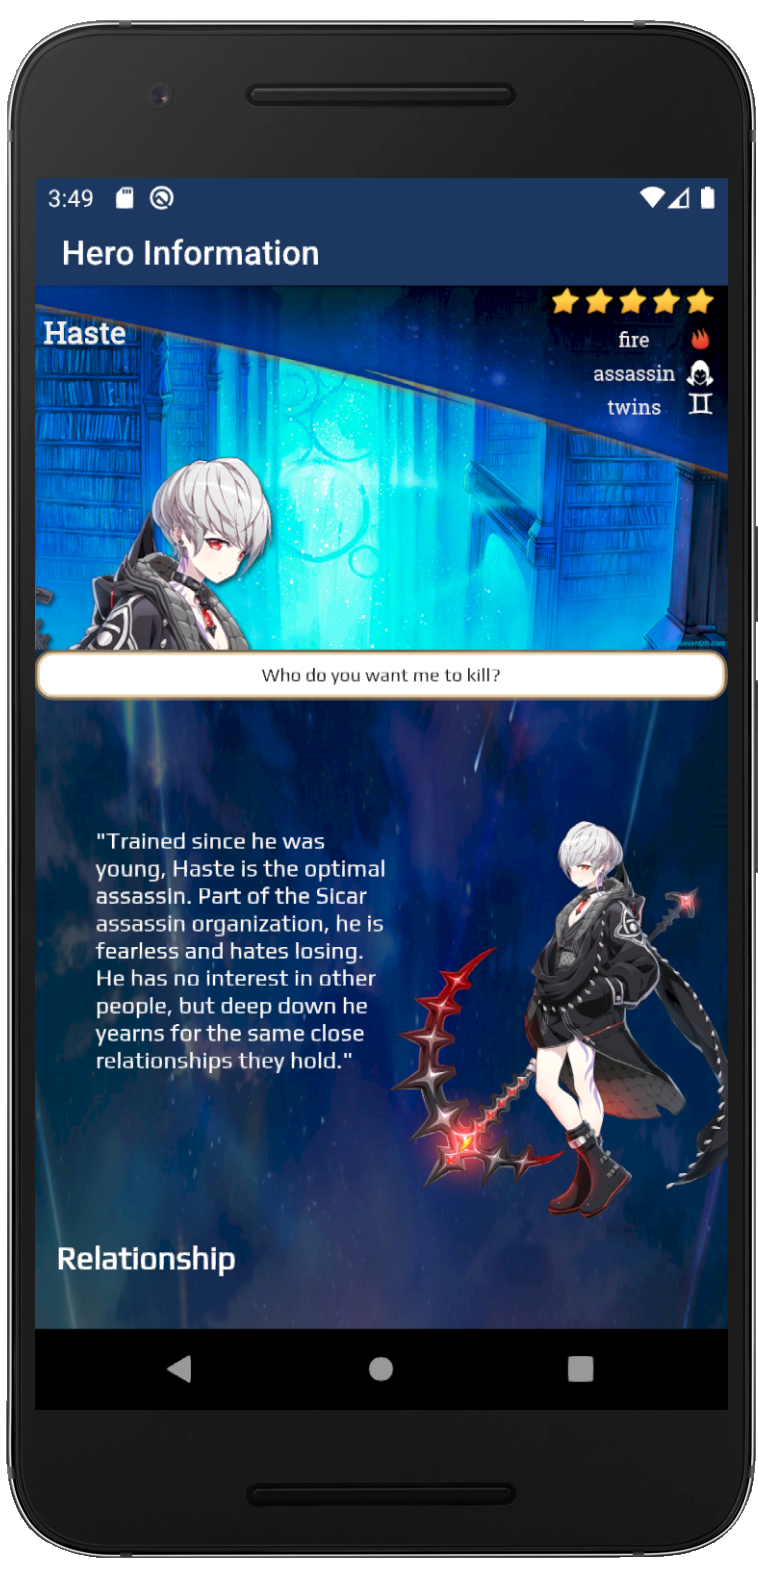 3:49
Hero Information
Haste
fire
assassin
twins
Who do you want me to kill?
"Trained since he was
young, Haste is the optimal
assassin. Part of the Sicar
assassin organization, he is
fearless and hates losing.
He has no interest in other
people, but deep down he
yearns for the same close
relationships they hold."
Relationship